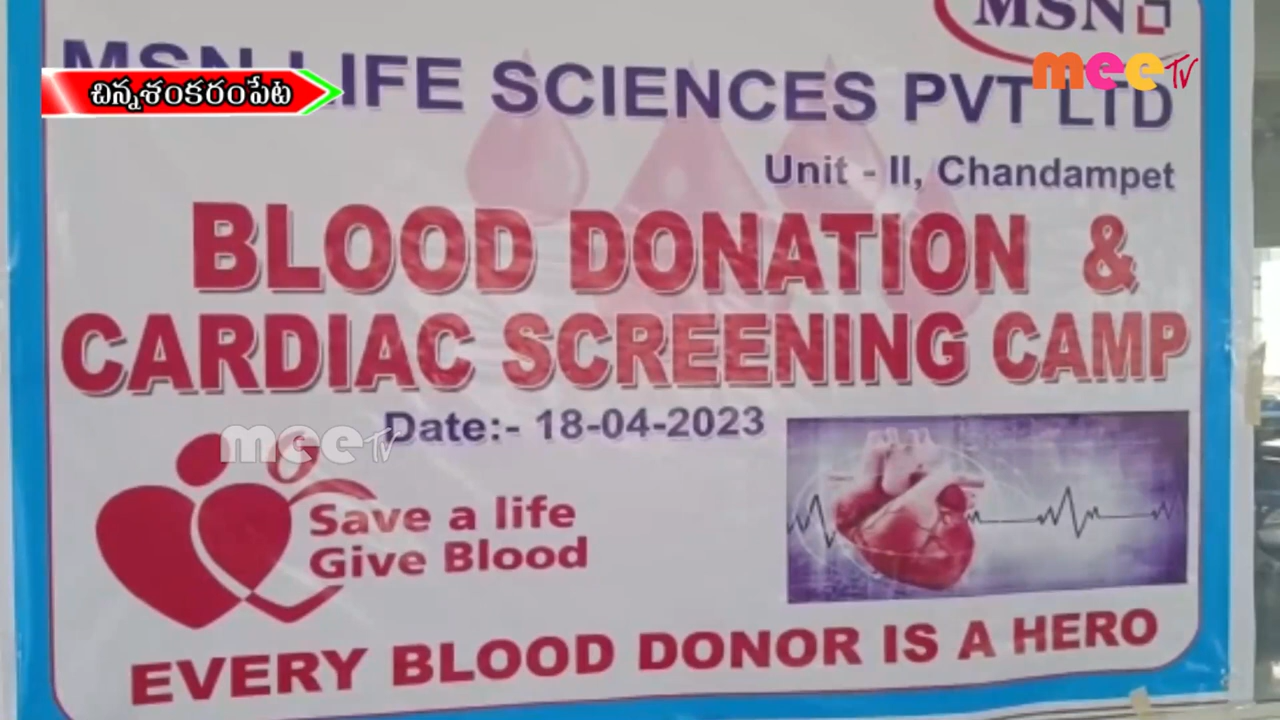 MSN
MSN LIFE SCIENCES PVT LTD
mee TV
చిన్నశంకరంపేట
Unit - II, Chandampet
BLOOD DONATION &
CARDIAC SCREENING CAMP
Date:- 18-04-2023
mee TV
Save a life
Give Blood
EVERY BLOOD DONOR IS A HERO